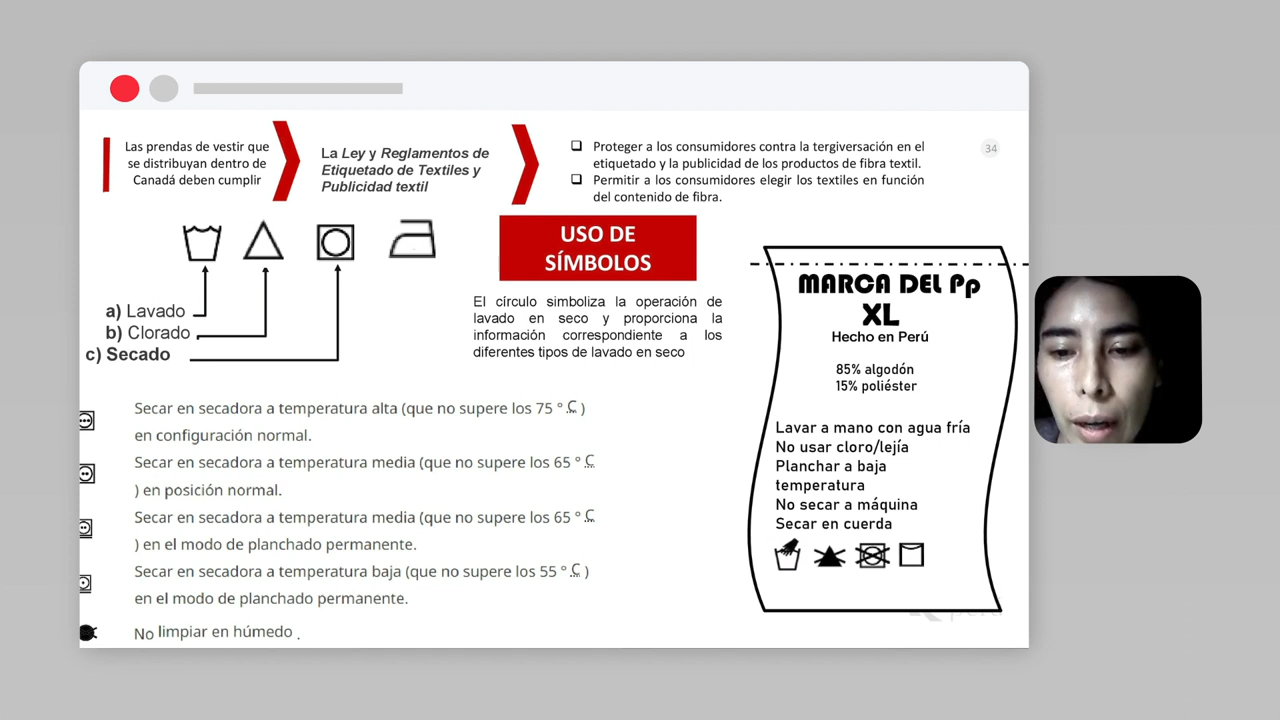 Las prendas de vestir que
se distribuyan dentro de
Canadá deben cumplir
La Ley y Reglamentos de
Etiquetado de Textiles y
Publicidad textil
Proteger a los consumidores contra la tergiversación en el
etiquetado y la publicidad de los productos de fibra textil.
Permitir a los consumidores elegir los textiles en función
del contenido de fibra.
34
USO DE
SÍMBOLOS
a) Lavado
b) Clorado
c) Secado
El círculo simboliza la operación de
lavado en seco y proporciona la
información correspondiente a los
diferentes tipos de lavado en seco
Secar en secadora a temperatura alta (que no supere los 75 ° C )
en configuración normal.
Secar en secadora a temperatura media (que no supere los 65 ° C
) en posición normal.
Secar en secadora a temperatura media (que no supere los 65 ° C
) en el modo de planchado permanente.
Secar en secadora a temperatura baja (que no supere los 55 ° C )
en el modo de planchado permanente.
No limpiar en húmedo .
MARCA DEL Pp
XL
Hecho en Perú
85% algodón
15% poliéster
Lavar a mano con agua fría
No usar cloro/lejía
Planchar a baja
temperatura
No secar a máquina
Secar en cuerda